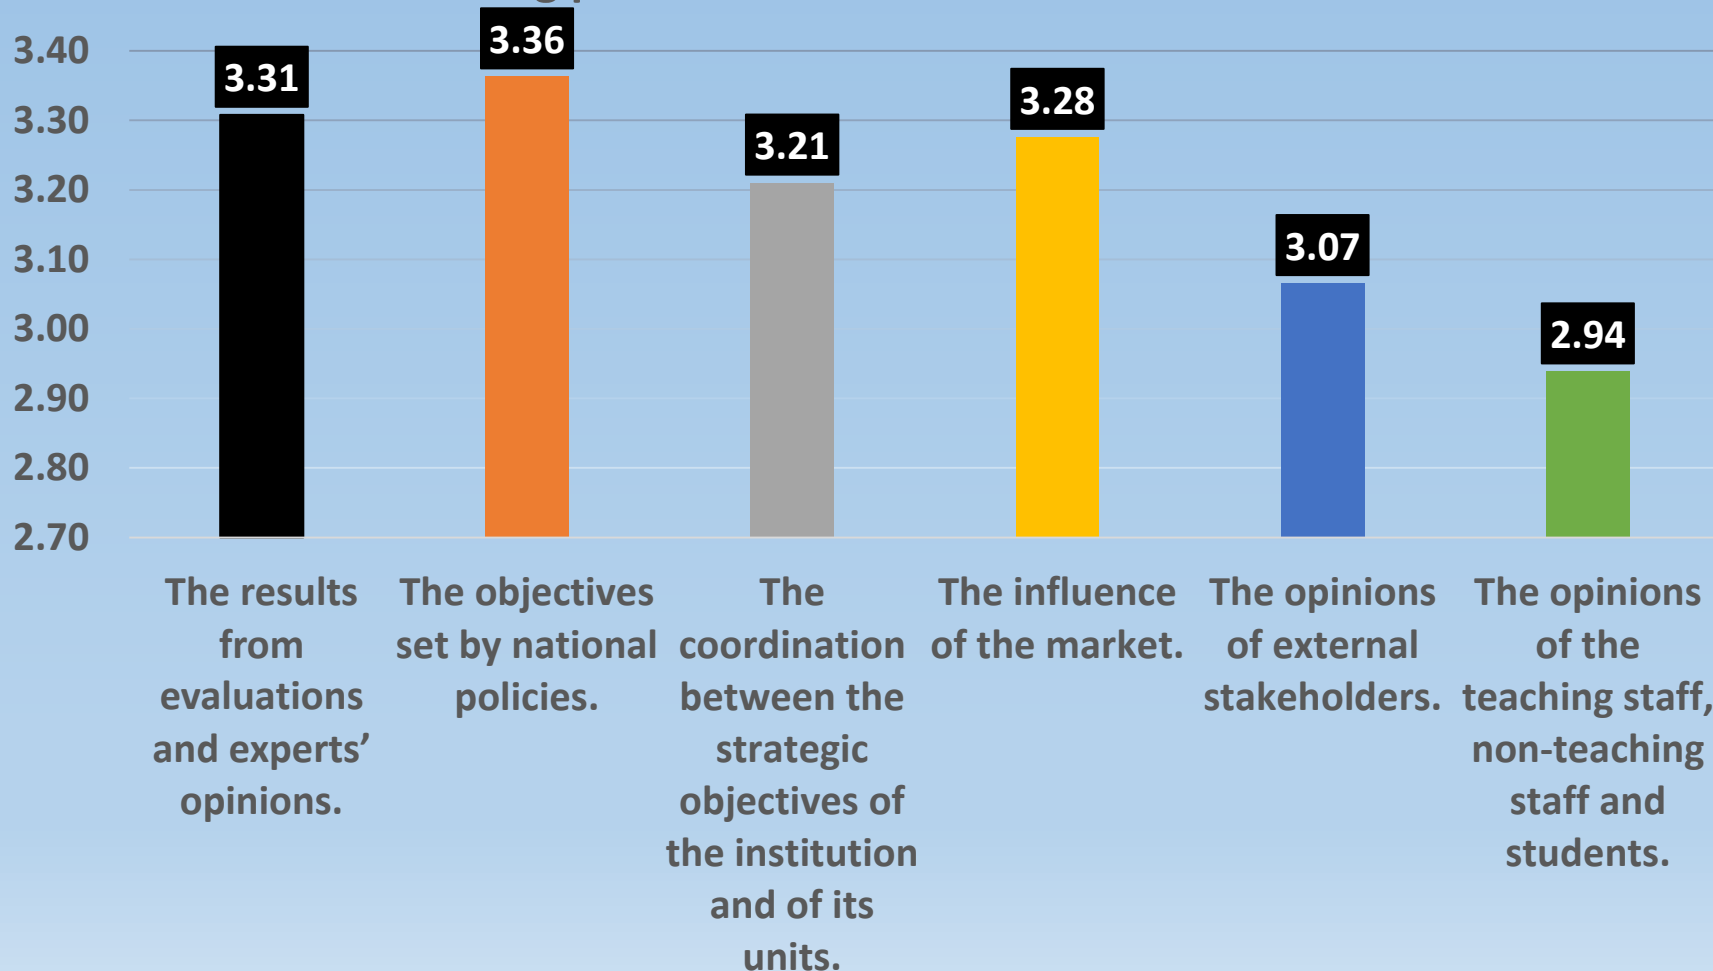 3.40
3.30
3.20
3.10
3.00
2.90
2.80
2.70
3.31
3.36
3.21
3.28
3.07
2.94
The results
from
evaluations
and experts’
opinions.
The objectives
set by national
policies.
The
coordination
between the
strategic
objectives of
the institution
and of its
units.
The influence
of the market.
The opinions
of external
stakeholders.
The opinions
of the
teaching staff,
non-teaching
staff and
students.